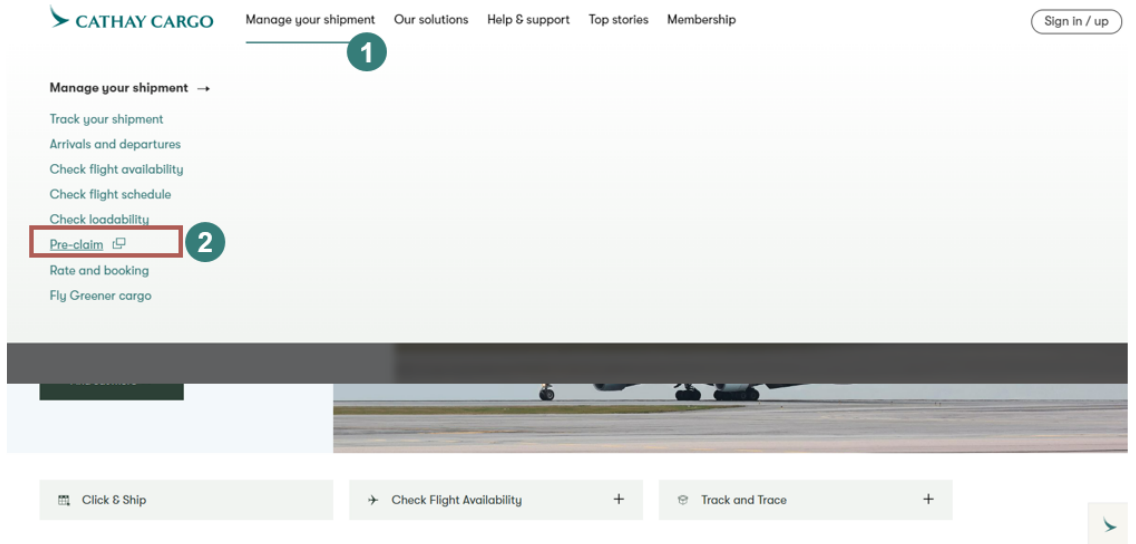 CATHAY CARGO
Manage your shipment Our solutions Help & support Top stories Membership
Sign in / up
1
Manage your shipment →
Track your shipment
Arrivals and departures
Check flight availability
Check flight schedule
Check loadability
Pre-claim
2
Rate and booking
Fly Greener cargo
Click & Ship
Check Flight Availability +
Track and Trace +